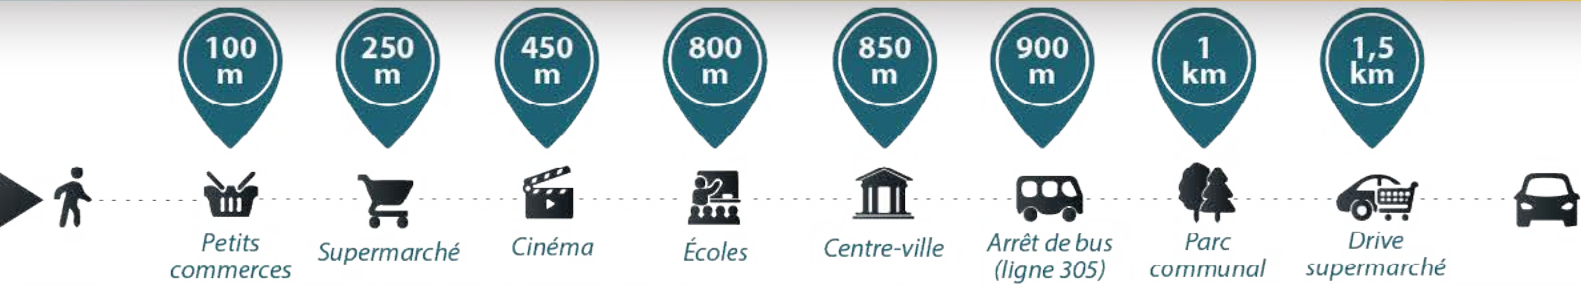 100
m
250
m
450
m
800
m
850
m
900
m
1
km
1,5
km
Petits
commerces
Supermarché
Cinéma
Écoles
Centre-ville
Arrêt de bus
(ligne 305)
Parc
communal
Drive
supermarché